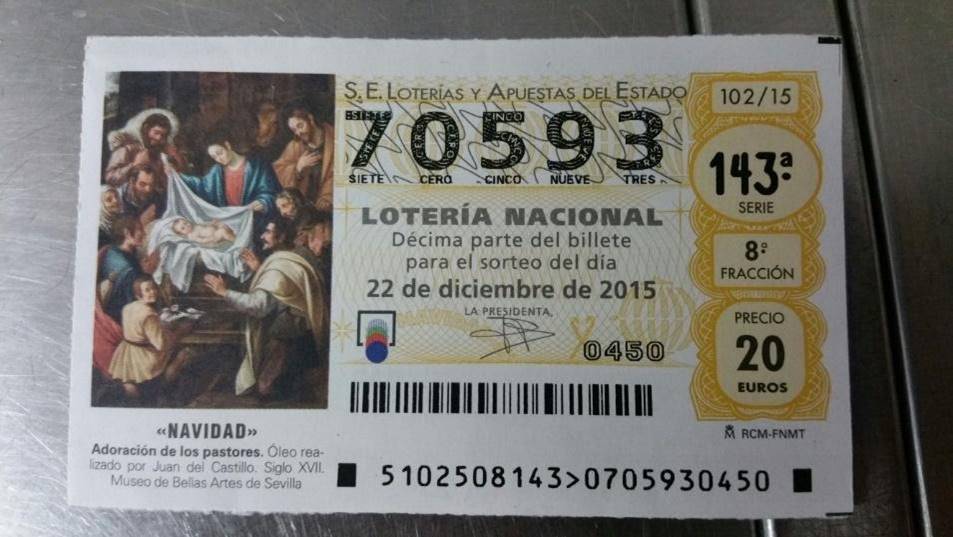 S.E. LOTERÍAS Y APUESTAS DEL ESTADO
70593
SIETE CERO CINCO NUEVE TRES
LOTERÍA NACIONAL
Décima parte del billete
para el sorteo del día
22 de diciembre de 2015
LA PRESIDENTA,
0450
102/15
143ª
SERIE
8ª
FRACCIÓN
PRECIO
20
EUROS
RCM-FNMT
«NAVIDAD»
Adoración de los pastores. Óleo rea-
lizado por Juan del Castillo. Siglo XVII.
Museo de Bellas Artes de Sevilla
5102508143>0705930450